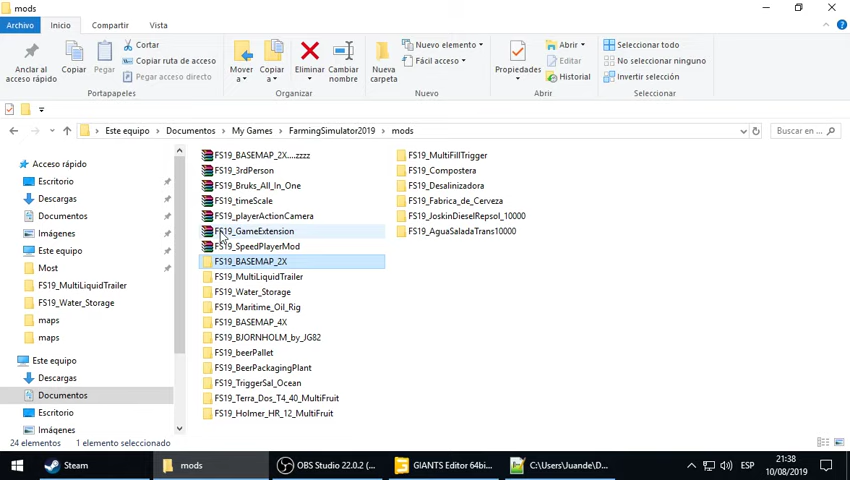 mods
Archivo Inicio Compartir Vista
Anclar al acceso rápido
Copiar
Pegar
Cortar
Copiar ruta de acceso
Pegar acceso directo
Portapapeles
Mover a
Copiar a
Eliminar
Cambiar nombre
Organizar
Nueva carpeta
Nuevo elemento
Fácil acceso
Nuevo
Propiedades
Abrir
Editar
Historial
Abrir
Seleccionar todo
No seleccionar ninguno
Invertir selección
Seleccionar
Este equipo > Documentos > My Games > FarmingSimulator2019 > mods
Buscar en ...
Acceso rápido
Escritorio
Descargas
Documentos
Imágenes
Este equipo
Most
FS19_MultiLiquidTrailer
FS19_Water_Storage
maps
maps
Este equipo
Descargas
Documentos
Escritorio
Imágenes
FS19_BASEMAP_2X....zzzz
FS19_3rdPerson
FS19_Bruks_All_In_One
FS19_timeScale
FS19_playerActionCamera
FS19_GameExtension
FS19_SpeedPlayerMod
FS19_BASEMAP_2X
FS19_MultiLiquidTrailer
FS19_Water_Storage
FS19_Maritime_Oil_Rig
FS19_BASEMAP_4X
FS19_BJORNHOLM_by_JG82
FS19_beerPallet
FS19_BeerPackagingPlant
FS19_TriggerSal_Ocean
FS19_Terra_Dos_T4_40_MultiFruit
FS19_Holmer_HR_12_MultiFruit
FS19_MultiFillTrigger
FS19_Compostera
FS19_Desalinizadora
FS19_Fabrica_de_Cerveza
FS19_JoskinDieselRepsol_10000
FS19_AguaSaladaTrans10000
24 elementos 1 elemento seleccionado
Steam
mods
OBS Studio 22.0.2 (...
GIANTS Editor 64bi...
C:\Users\Juande\D...
ESP
21:38
10/08/2019